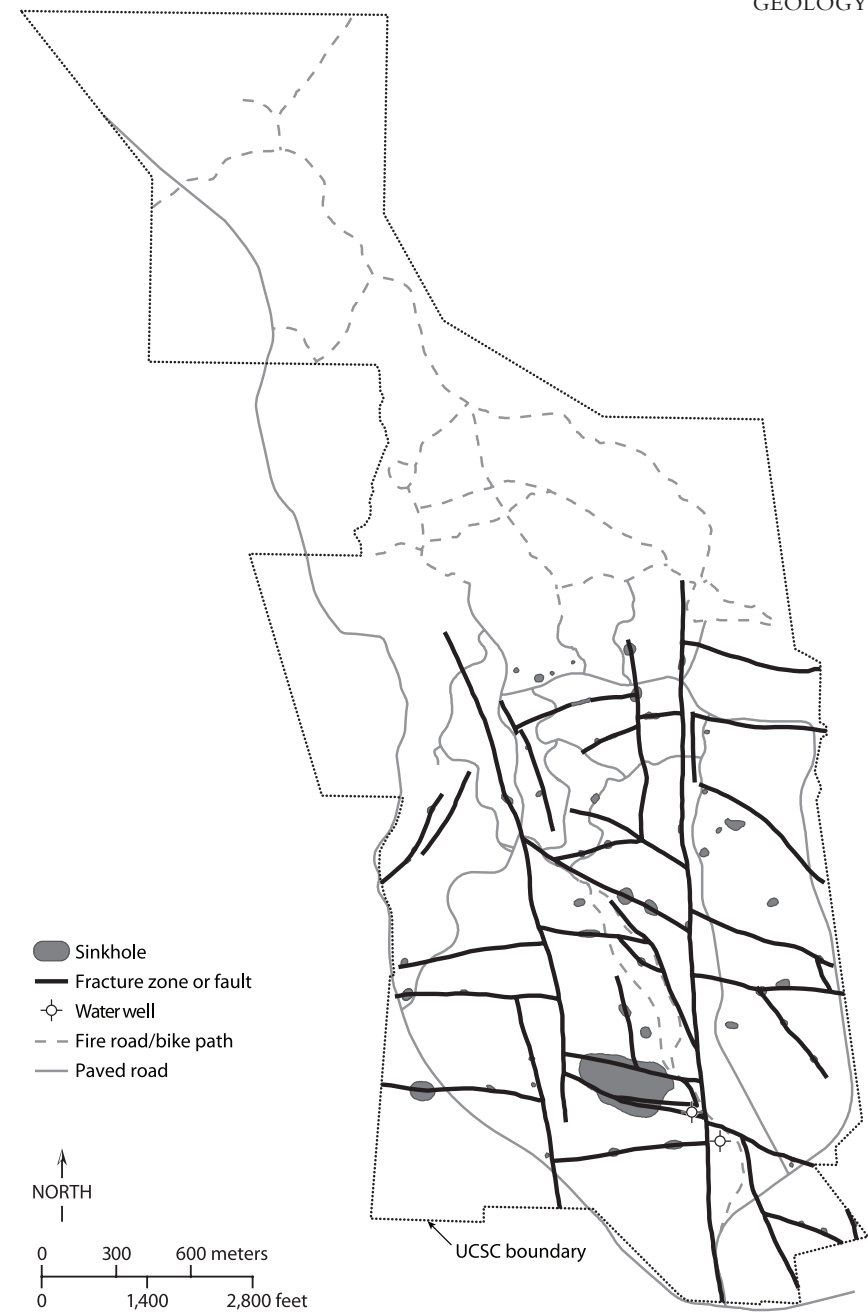 GEOLOGY
Sinkhole
Fracture zone or fault
Water well
Fire road/bike path
Paved road
NORTH
UCSC boundary
0 300 600 meters
0 1,400 2,800 feet